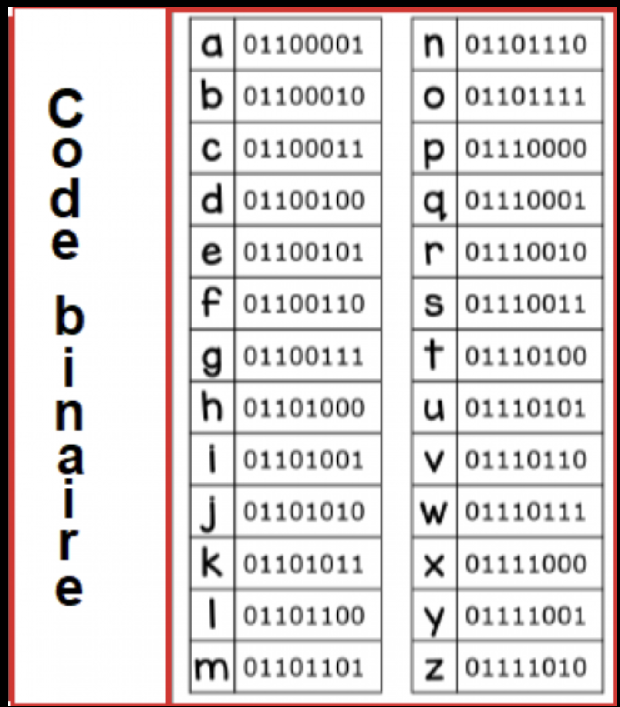 Code binaire
a 01100001
b 01100010
c 01100011
d 01100100
e 01100101
f 01100110
g 01100111
h 01101000
i 01101001
j 01101010
k 01101011
l 01101100
m 01101101
n 01101110
o 01101111
p 01110000
q 01110001
r 01110010
s 01110011
t 01110100
u 01110101
v 01110110
w 01110111
x 01111000
y 01111001
z 01111010